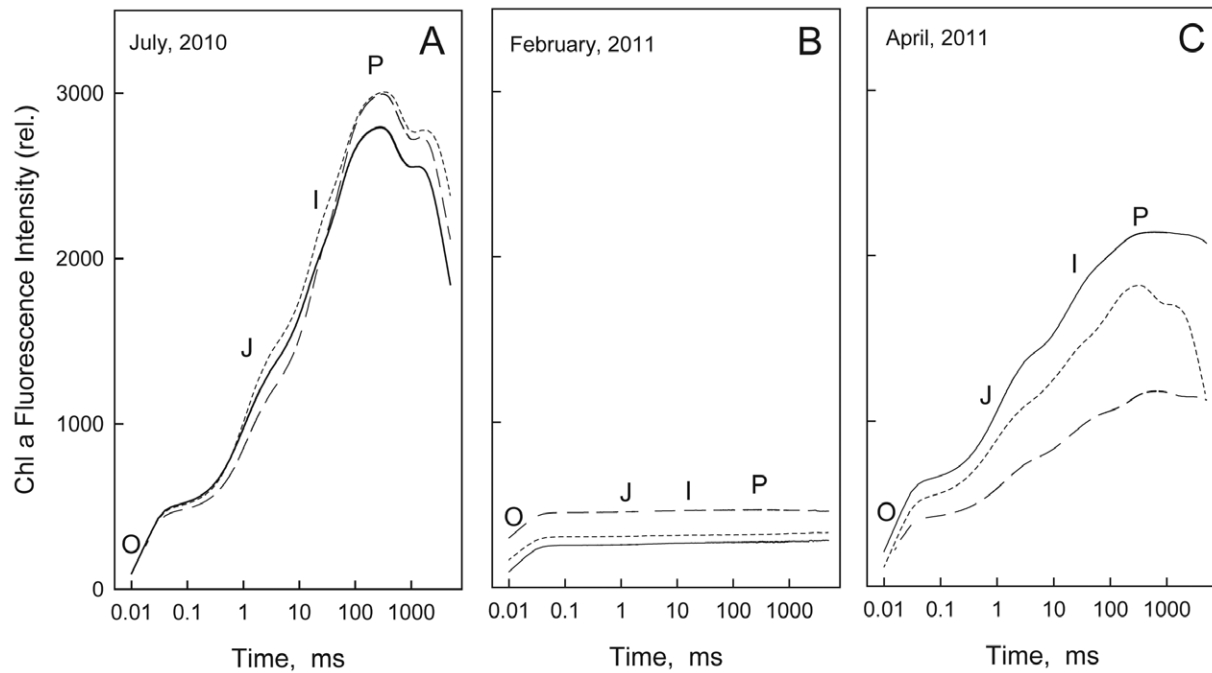 July, 2010
A
P
I
J
O
February, 2011
B
J
I
P
O
April, 2011
C
P
I
J
O
Chl a Fluorescence Intensity (rel.)
3000
2000
1000
0
0.01 0.1 1 10 100 1000
0.01 0.1 1 10 100 1000
0.01 0.1 1 10 100 1000
Time, ms
Time, ms
Time, ms